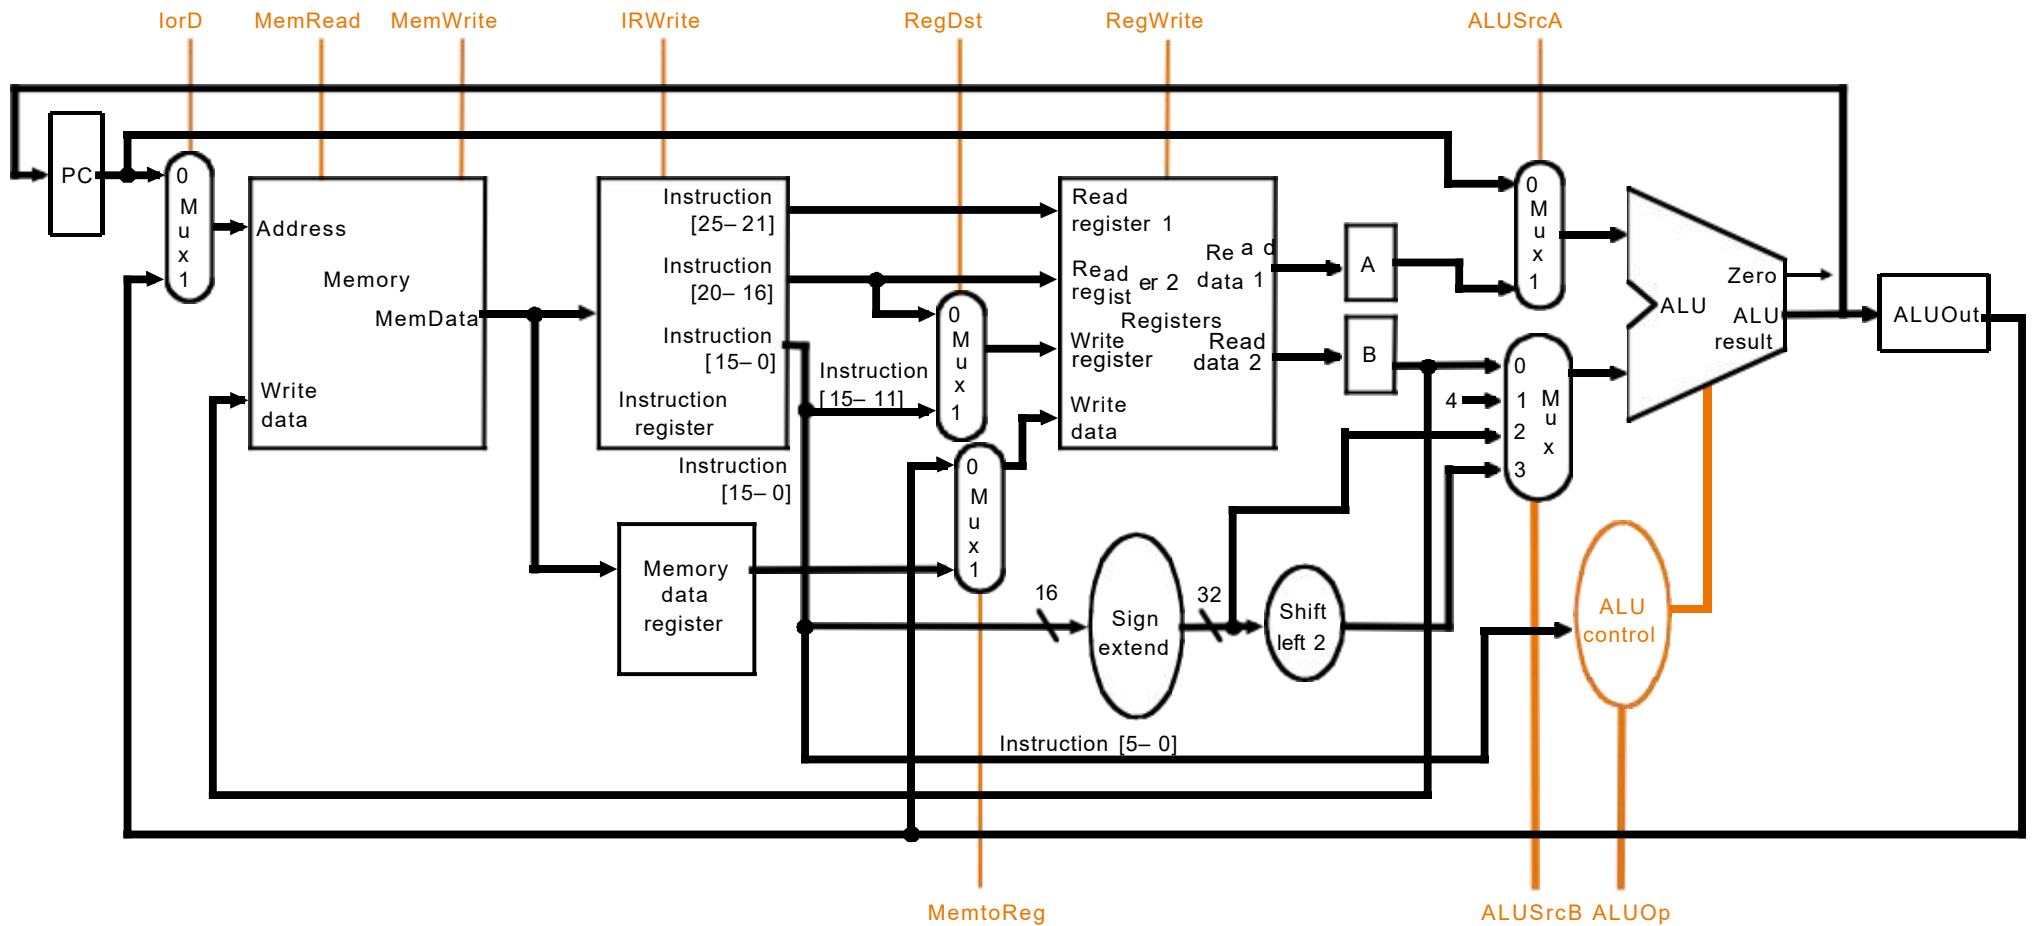 IorD MemRead MemWrite IRWrite RegDst RegWrite ALUSrcA
PC
0
M
u
x
1
Address
Memory
MemData
Write
data
Instruction
[25– 21]
Instruction
[20– 16]
Instruction
[15– 0]
Instruction
register
Instruction
[15– 0]
Instruction
[15– 11]
Memory
data
register
0
M
u
x
1
0
M
u
x
1
Read
register 1
Read
register 2
Registers
Write
register
Write
data
Read
data 1
Read
data 2
A
B
4
0
M
u
x
1
0
1 M
u
2
x
3
16
Sign
extend
32
Shift
left 2
Zero
ALU
ALU
result
ALUOut
ALU
control
Instruction [5– 0]
MemtoReg
ALUSrcB ALUOp